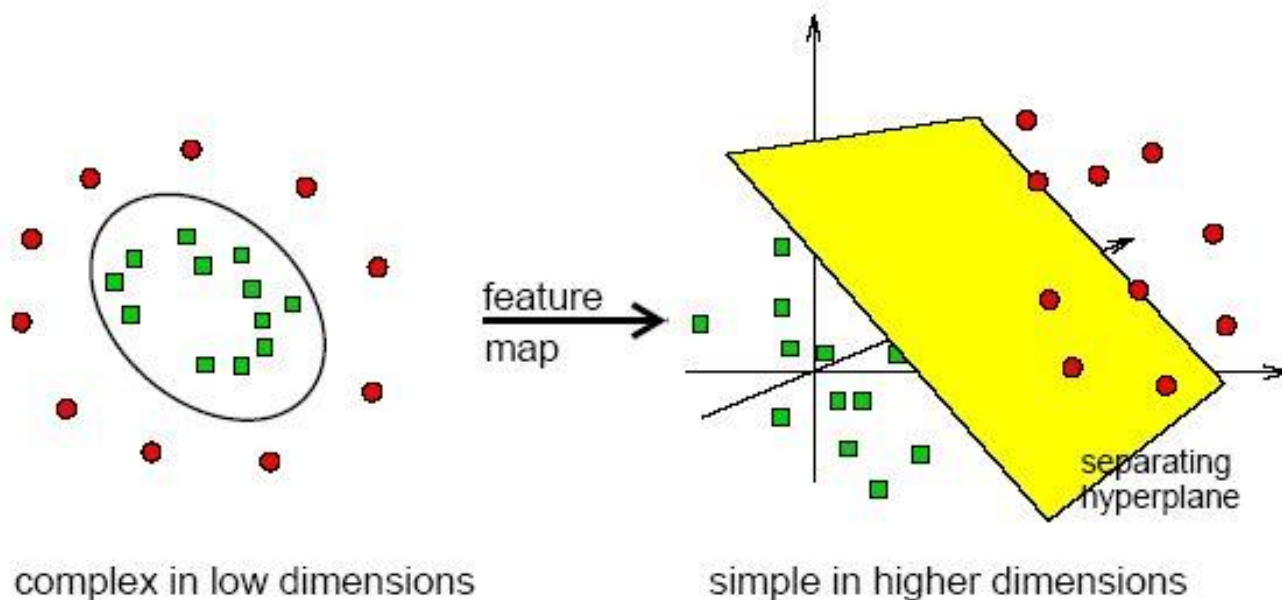 feature
map
separating
hyperplane
complex in low dimensions
simple in higher dimensions